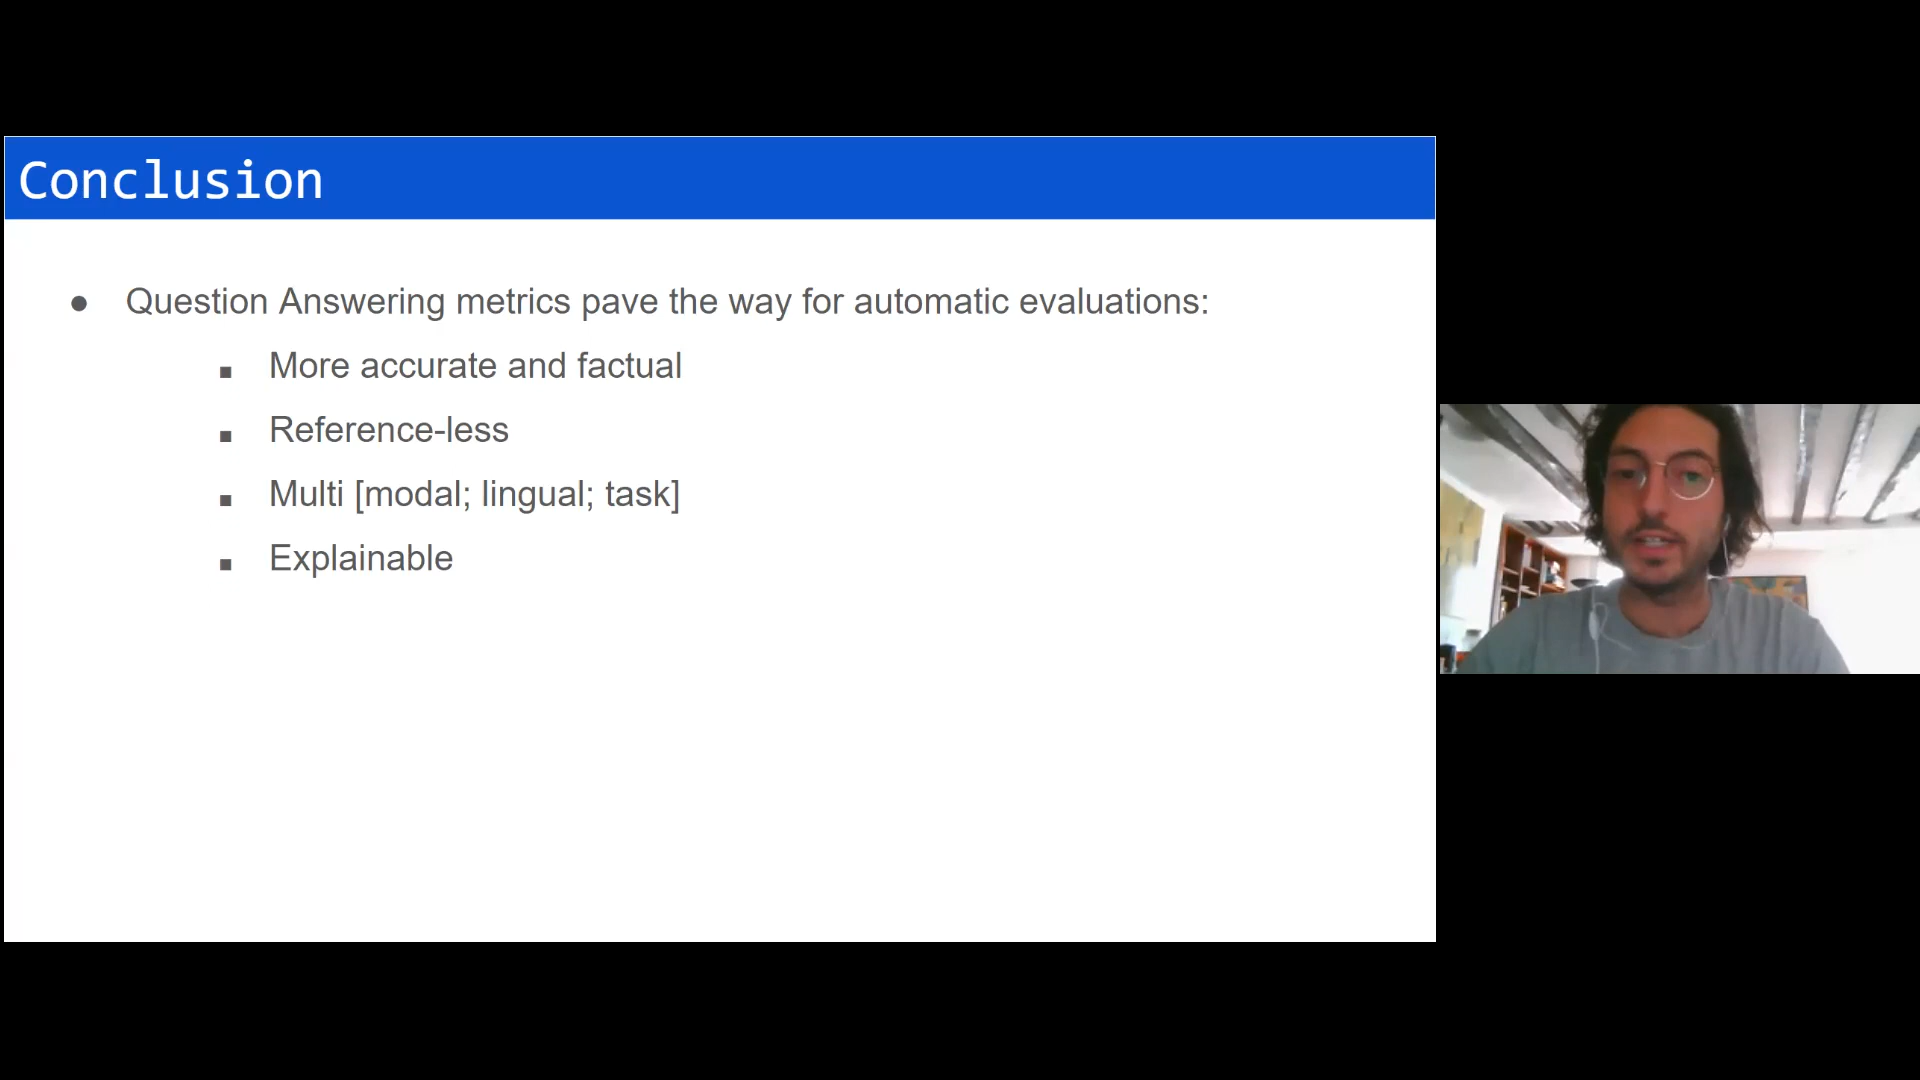 Conclusion
● Question Answering metrics pave the way for automatic evaluations:
■ More accurate and factual
■ Reference-less
■ Multi [modal; lingual; task]
■ Explainable